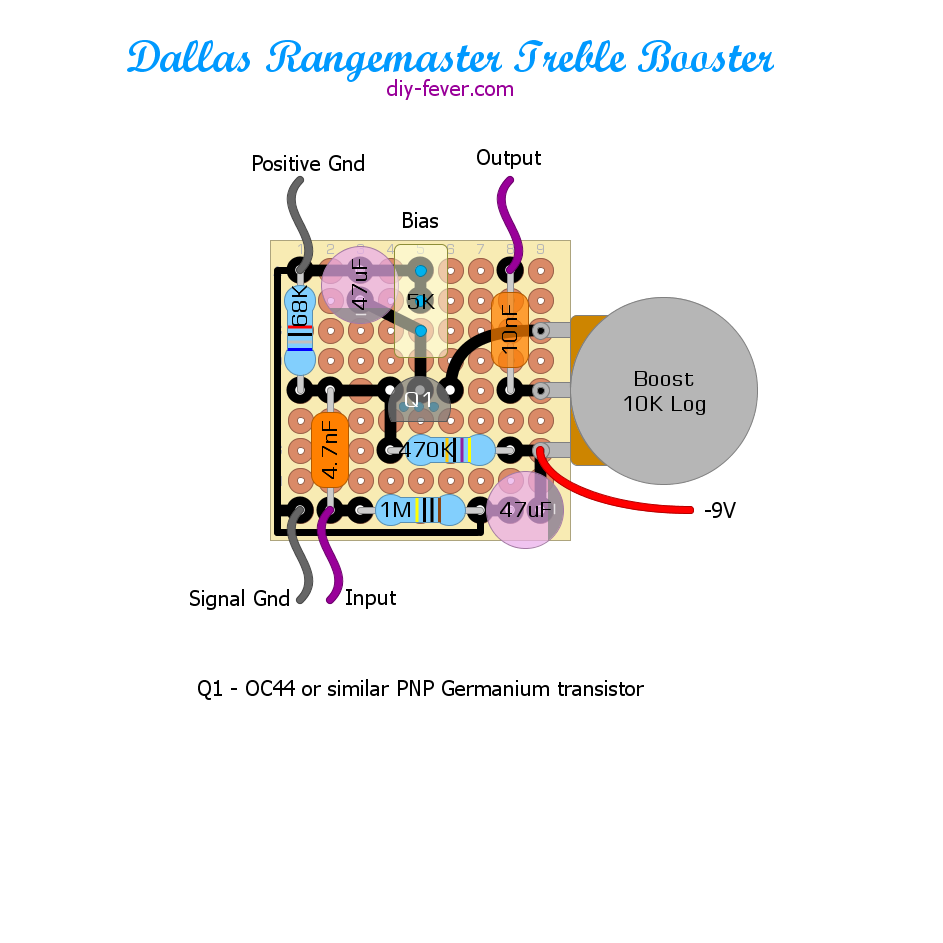 Dallas Rangemaster Treble Booster
diy-fever.com
Positive Gnd
Output
Bias
1 2 3 4 5 6 7 8 9
68K
47uF
5K
10nF
Boost
10K Log
Q1
4.7nF
470K
1M
47uF
-9V
Signal Gnd
Input
Q1 - OC44 or similar PNP Germanium transistor